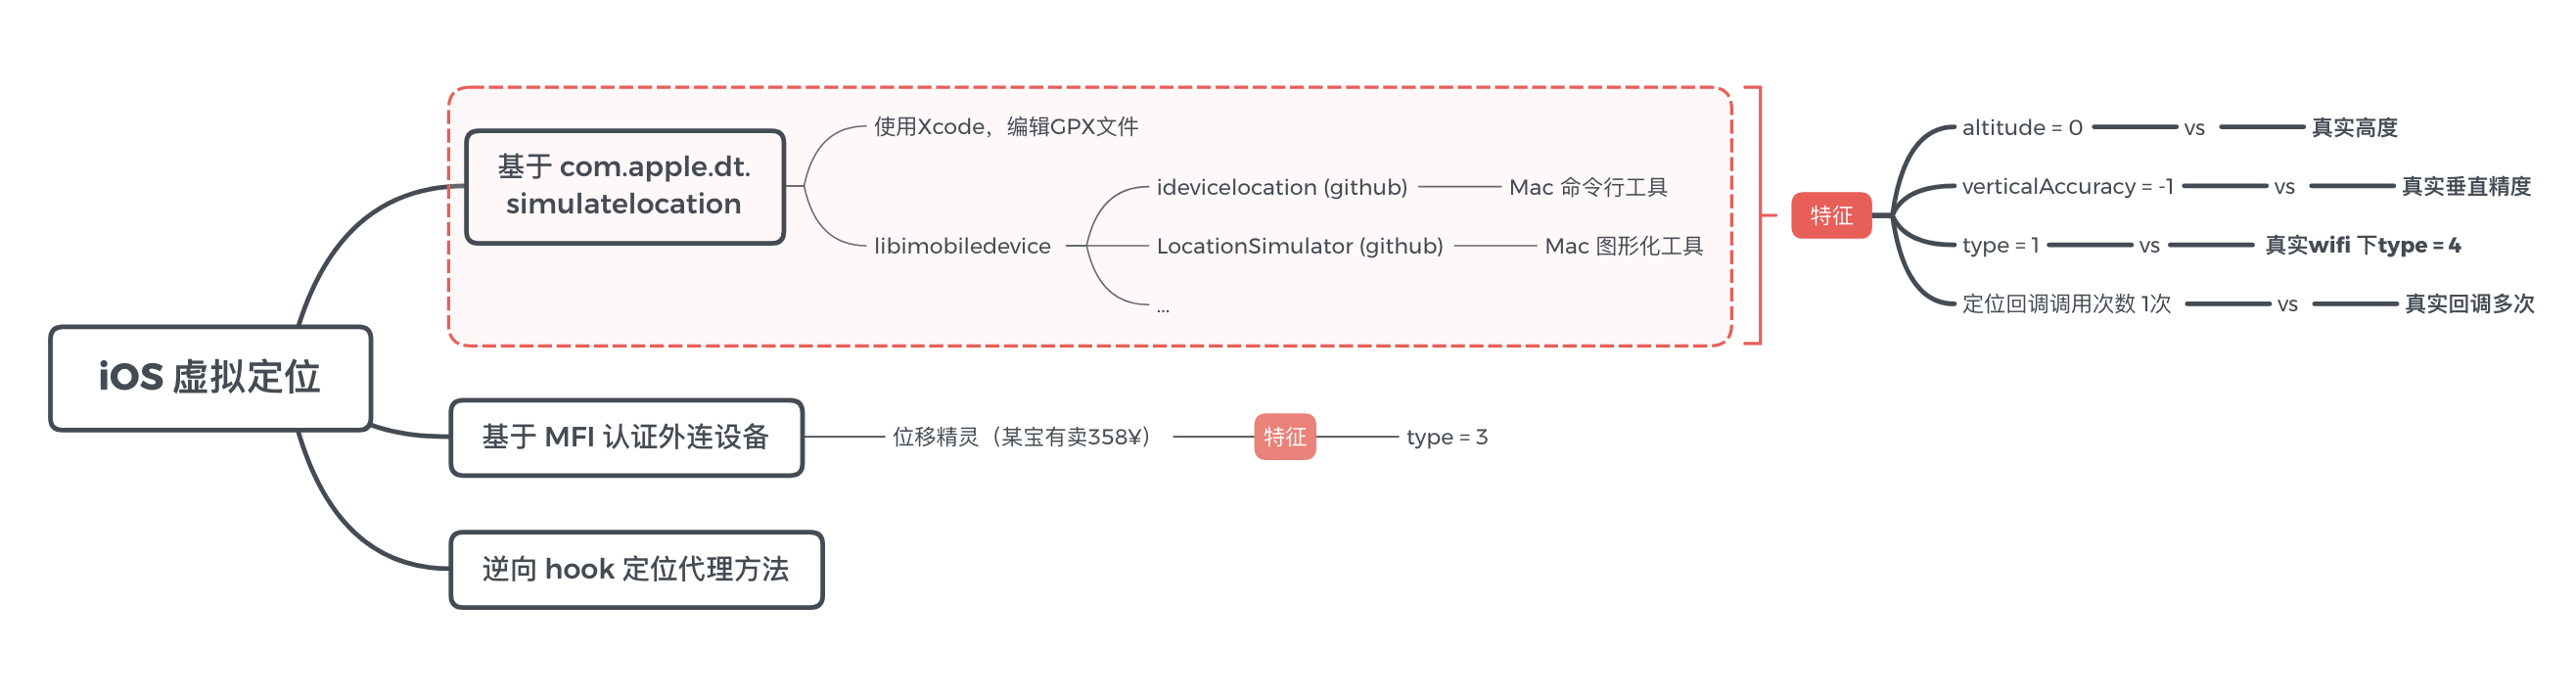 iOS 虚拟定位
基于 com.apple.dt.
simulatelocation
使用Xcode，编辑GPX文件
libimobiledevice
idevicelocation (github)
Mac 命令行工具
LocationSimulator (github)
Mac 图形化工具
...
特征
altitude = 0
vs
真实高度
verticalAccuracy = -1
vs
真实垂直精度
type = 1
vs
真实wifi 下type = 4
定位回调调用次数 1次
vs
真实回调多次
基于 MFI 认证外连设备
位移精灵（某宝有卖358¥）
特征
type = 3
逆向 hook 定位代理方法